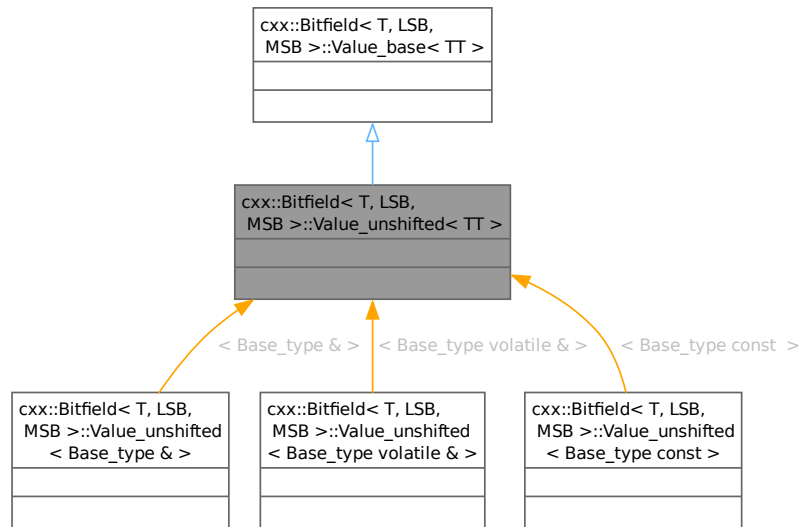 cxx::Bitfield< T, LSB,
MSB >::Value_base< TT >
cxx::Bitfield< T, LSB,
MSB >::Value_unshifted< TT >
< Base_type & >
< Base_type volatile & >
< Base_type const  >
cxx::Bitfield< T, LSB,
MSB >::Value_unshifted
< Base_type & >
cxx::Bitfield< T, LSB,
MSB >::Value_unshifted
< Base_type volatile & >
cxx::Bitfield< T, LSB,
MSB >::Value_unshifted
< Base_type const >